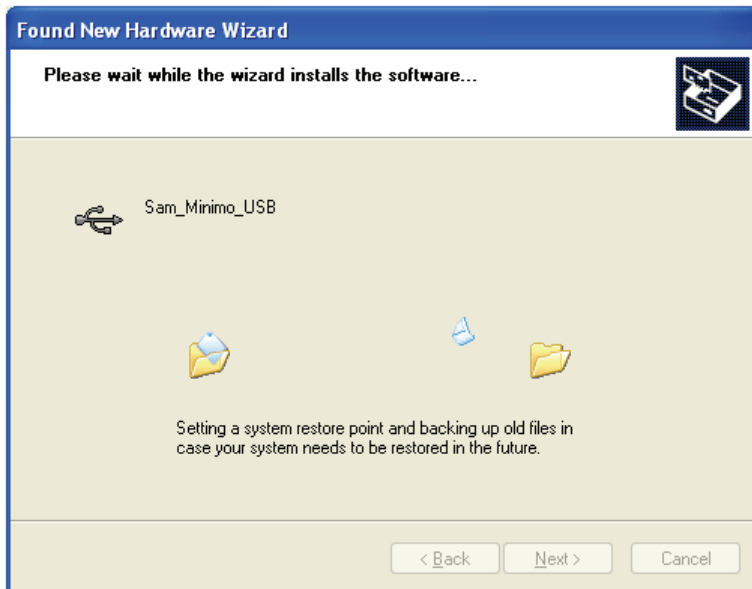 Found New Hardware Wizard
Please wait while the wizard installs the software...
Sam_Minimo_USB
Setting a system restore point and backing up old files in
case your system needs to be restored in the future.
< Back
Next >
Cancel